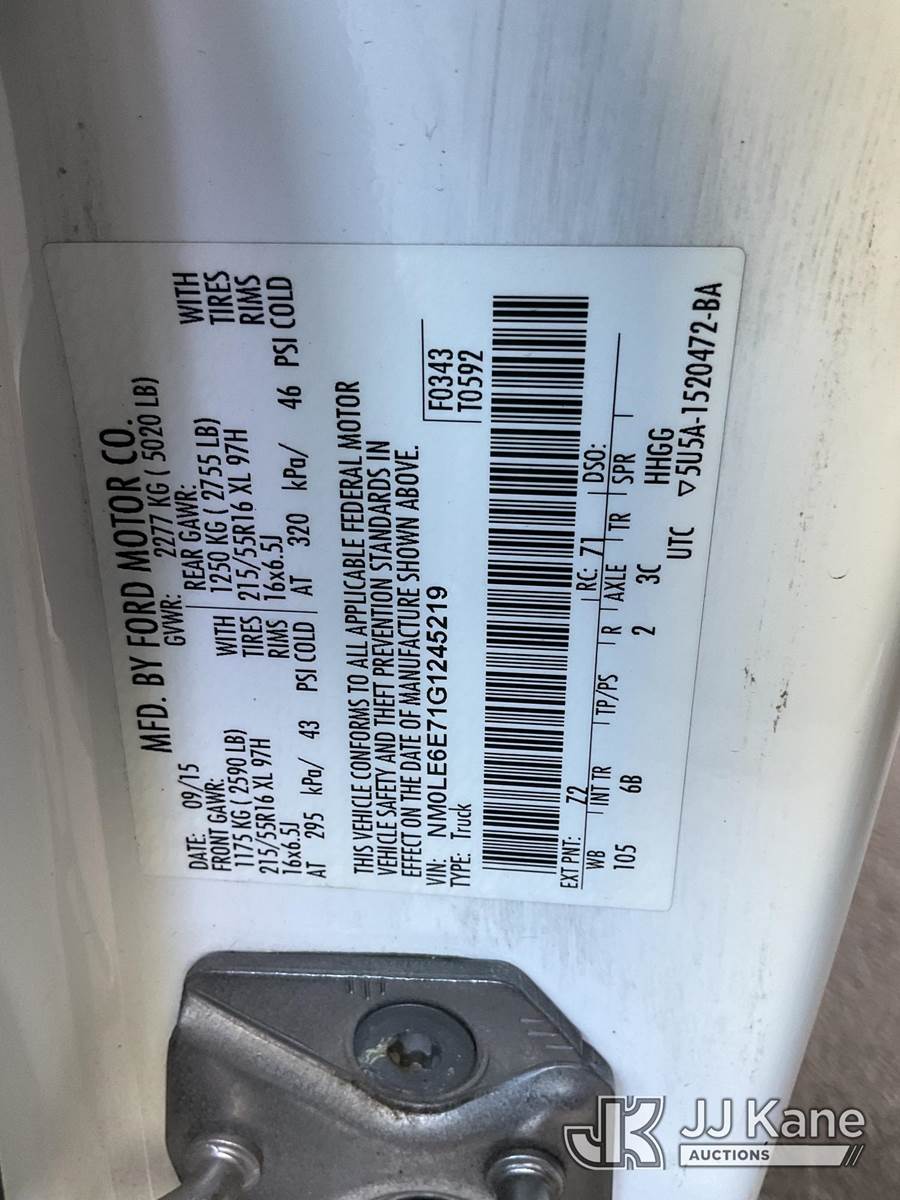 MFD. BY FORD MOTOR CO.
DATE: 09/15 GVWR: 2277 KG ( 5020 LB)
FRONT GAWR: REAR GAWR:
1175 KG ( 2590 LB) WITH 1250 KG ( 2755 LB) WITH
215/55R16 XL 97H TIRES 215/55R16 XL 97H TIRES
16x6.5J RIMS 16x6.5J RIMS
AT 295 kPa/ 43 PSI COLD AT 320 kPa/ 46 PSI COLD
THIS VEHICLE CONFORMS TO ALL APPLICABLE FEDERAL MOTOR
VEHICLE SAFETY AND THEFT PREVENTION STANDARDS IN
EFFECT ON THE DATE OF MANUFACTURE SHOWN ABOVE.
VIN: NM0LE6E71G1245219 F0343
TYPE: Truck T0592
EXT PNT: Z2 RC: 71 DSO:
WB INT TR TP/PS R AXLE TR SPR
105 6B 2 3C HHGG
UTC ▽5U5A-1520472-BA
JK JJ Kane
AUCTIONS